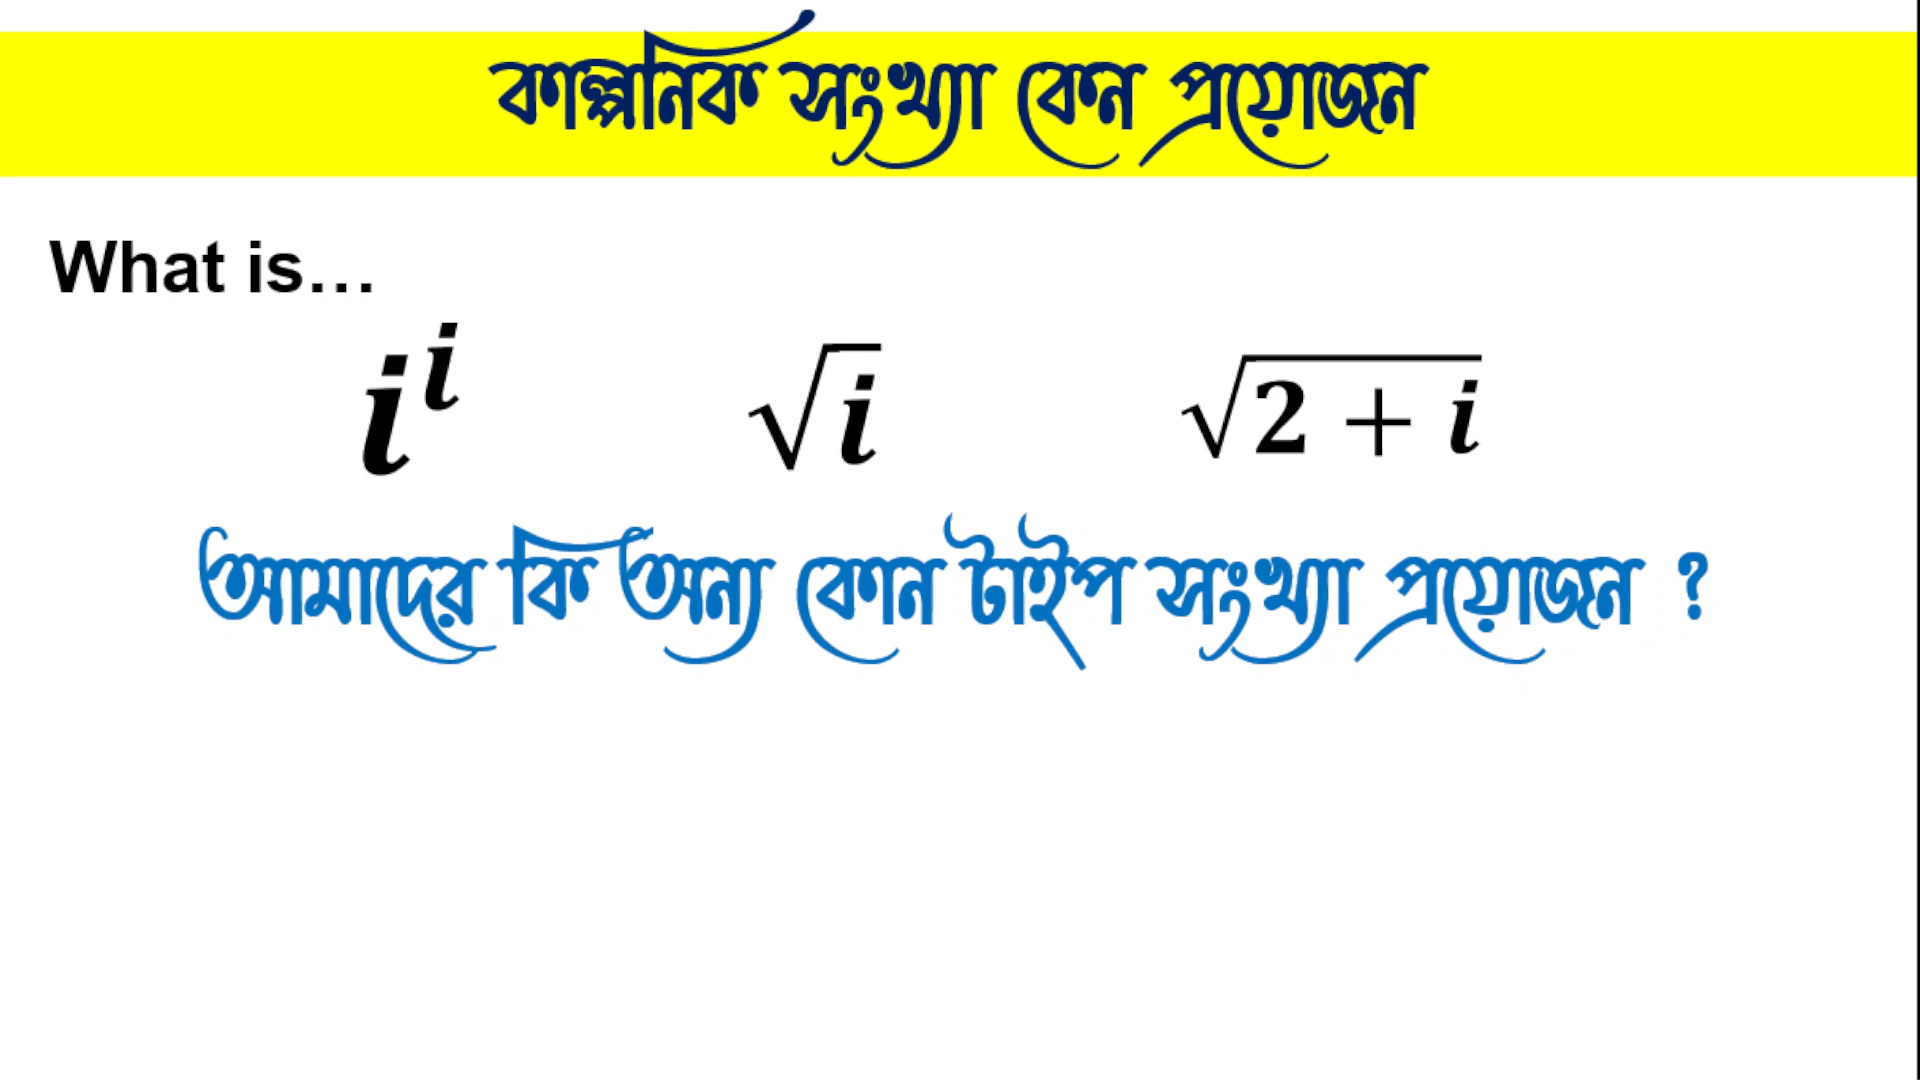 কাল্পনিক সংখ্যা কেন প্রয়োজন
What is...
i^i √i √2 + i
আমাদের কি অন্য কোন টাইপ সংখ্যা প্রয়োজন ?